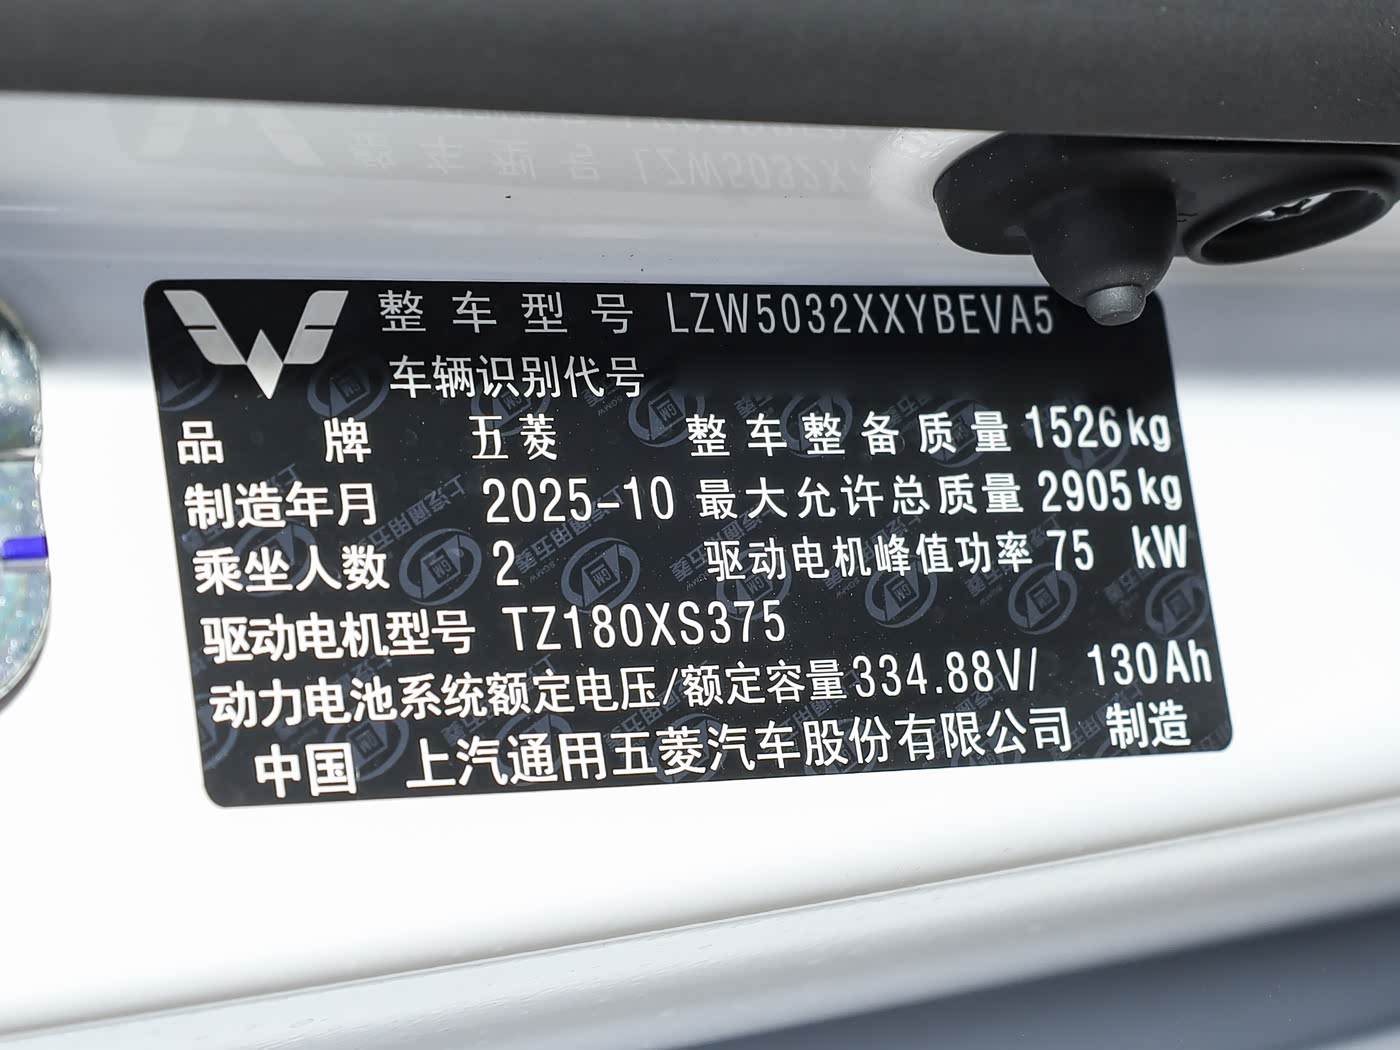 整车型号 LZW5032XXYBEVA5
车辆识别代号
品牌 五菱 整车整备质量 1526kg
制造年月 2025-10 最大允许总质量 2905kg
乘坐人数 2 驱动电机峰值功率 75 kW
驱动电机型号 TZ180XS375
动力电池系统额定电压/额定容量 334.88V/ 130Ah
中国 上汽通用五菱汽车股份有限公司 制造